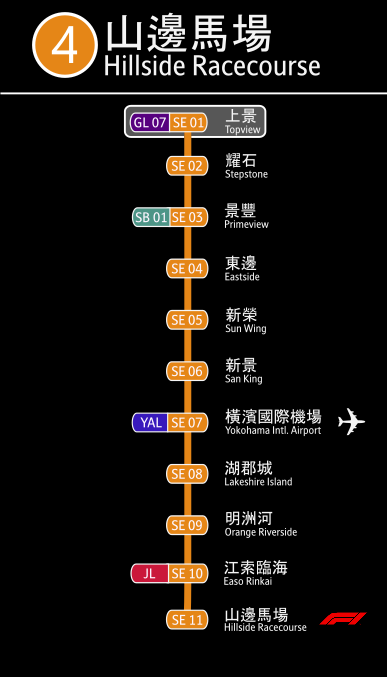 4
山邊馬場
Hillside Racecourse
GL 07 SE 01 上景
Topview
SE 02 耀石
Stepstone
SB 01 SE 03 景豐
Primeview
SE 04 東邊
Eastside
SE 05 新榮
Sun Wing
SE 06 新景
San King
YAL SE 07 橫濱國際機場
Yokohama Intl. Airport
SE 08 湖郡城
Lakeshire Island
SE 09 明洲河
Orange Riverside
JL SE 10 江索臨海
Easo Rinkai
SE 11 山邊馬場
Hillside Racecourse